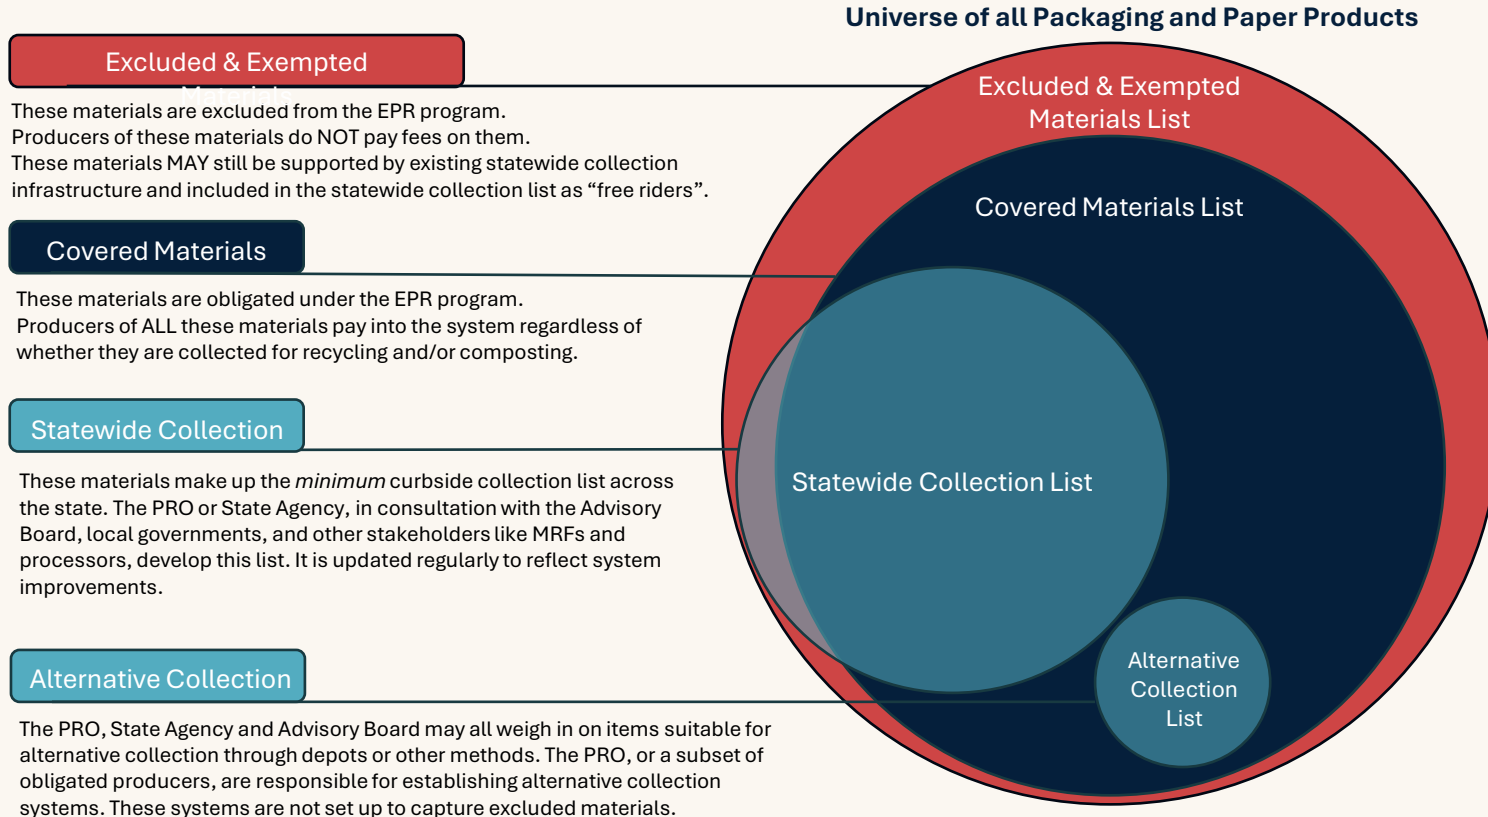 Universe of all Packaging and Paper Products
Excluded & Exempted
Materials
These materials are excluded from the EPR program.
Producers of these materials do NOT pay fees on them.
These materials MAY still be supported by existing statewide collection
infrastructure and included in the statewide collection list as “free riders”.
Covered Materials
These materials are obligated under the EPR program.
Producers of ALL these materials pay into the system regardless of
whether they are collected for recycling and/or composting.
Statewide Collection
These materials make up the minimum curbside collection list across
the state. The PRO or State Agency, in consultation with the Advisory
Board, local governments, and other stakeholders like MRFs and
processors, develop this list. It is updated regularly to reflect system
improvements.
Alternative Collection
The PRO, State Agency and Advisory Board may all weigh in on items suitable for
alternative collection through depots or other methods. The PRO, or a subset of
obligated producers, are responsible for establishing alternative collection
systems. These systems are not set up to capture excluded materials.
Excluded & Exempted
Materials List
Covered Materials List
Statewide Collection List
Alternative
Collection
List